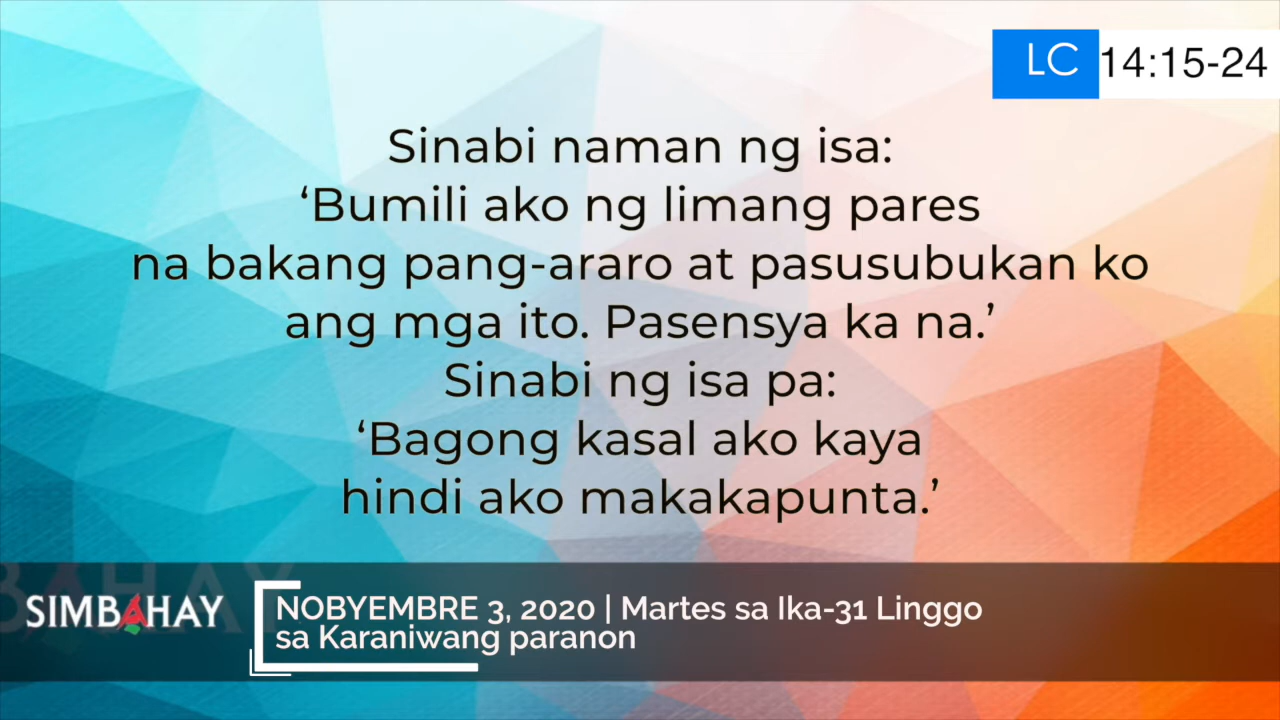 LC 14:15-24
Sinabi naman ng isa:
‘Bumili ako ng limang pares
na bakang pang-araro at pasusubukan ko
ang mga ito. Pasensya ka na.’
Sinabi ng isa pa:
‘Bagong kasal ako kaya
hindi ako makakapunta.’
SIMBAHAY
NOBYEMBRE 3, 2020 | Martes sa Ika-31 Linggo
sa Karaniwang paranon